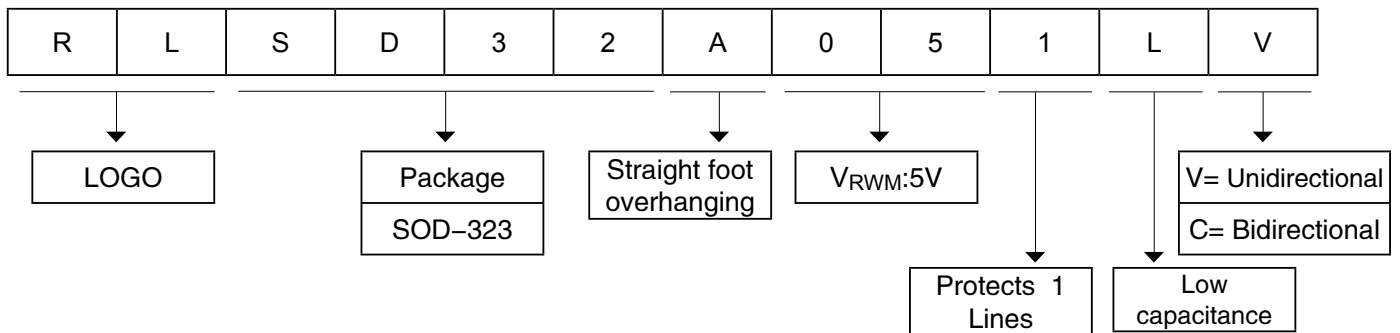 R L S D 3 2 A 0 5 1 L V
LOGO
Package
SOD–323
Straight foot
overhanging
VRWM:5V
V= Unidirectional
C= Bidirectional
Protects 1
Lines
Low
capacitance